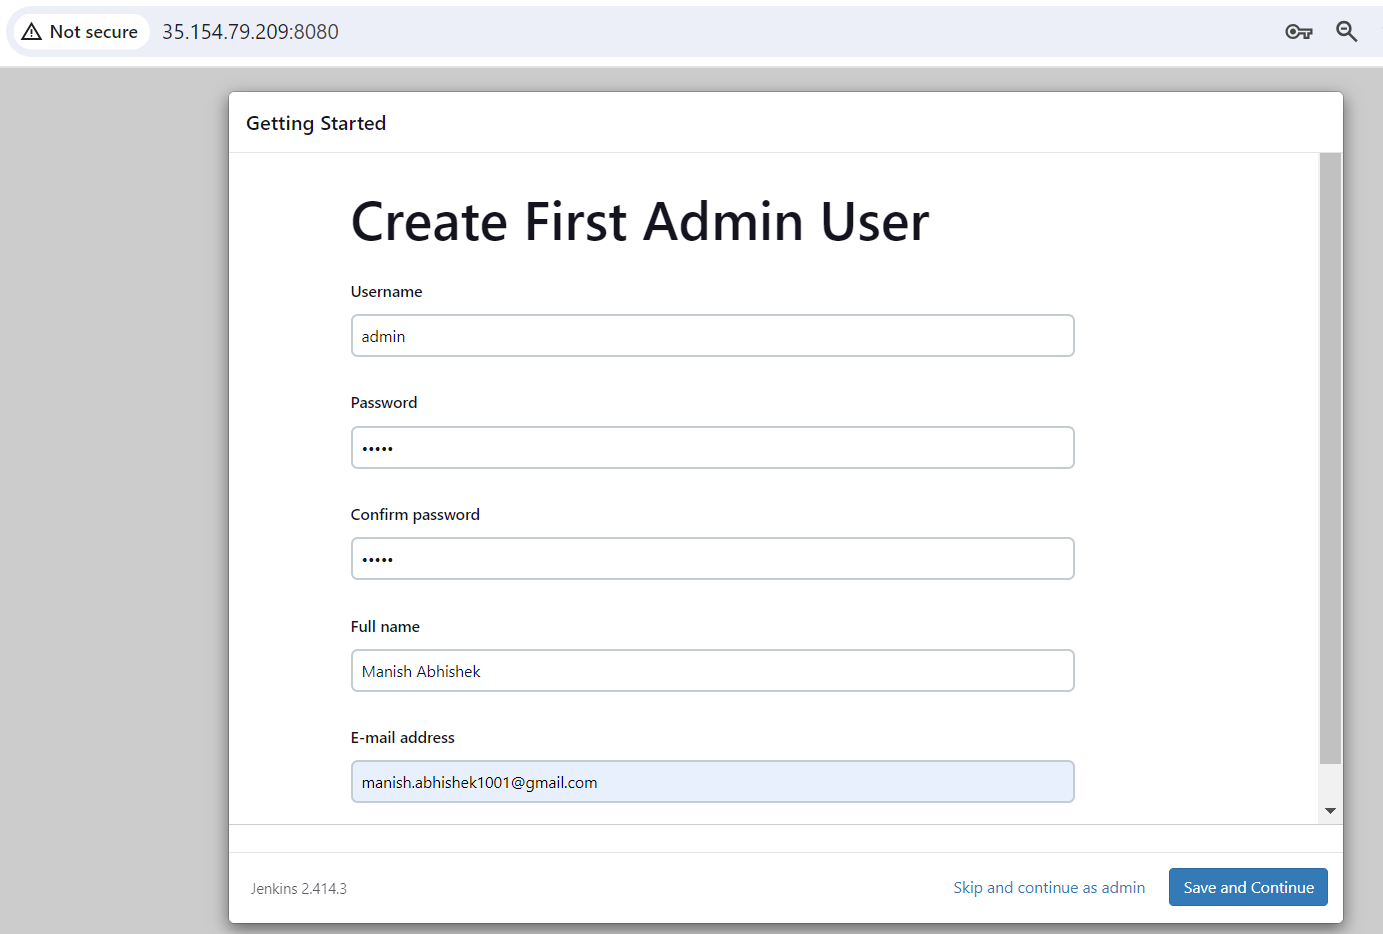 Not secure 35.154.79.209:8080
Getting Started
Create First Admin User
Username
admin
Password
•••••
Confirm password
•••••
Full name
Manish Abhishek
E-mail address
manish.abhishek1001@gmail.com
Jenkins 2.414.3 Skip and continue as admin Save and Continue